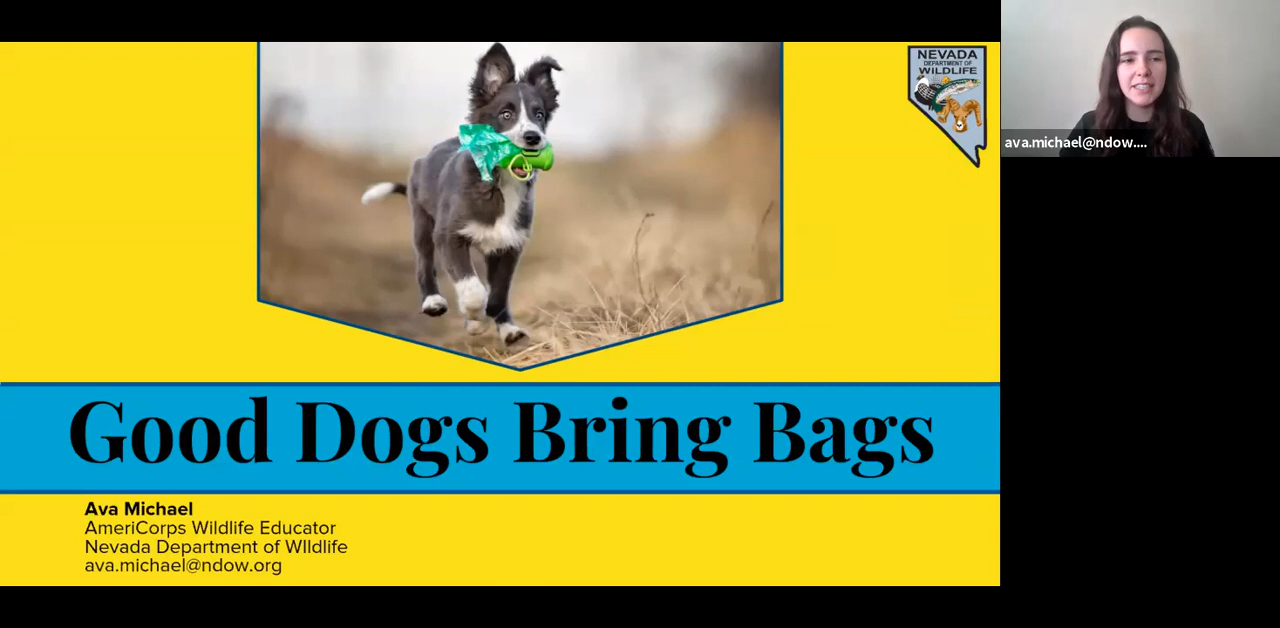 NEVADA
DEPARTMENT OF
WILDLIFE
ava.michael@ndow....
Good Dogs Bring Bags
Ava Michael
AmeriCorps Wildlife Educator
Nevada Department of WIldlife
ava.michael@ndow.org